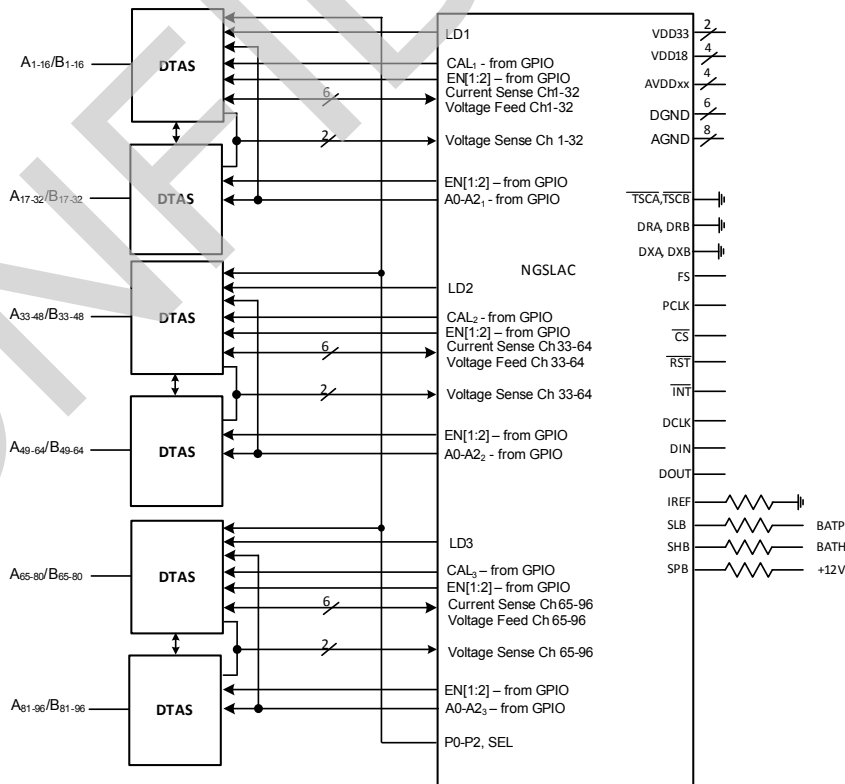 LD1
A1-16/B1-16
DTAS
CAL1 - from GPIO
EN[1:2] – from GPIO
6
Current Sense Ch1-32
Voltage Feed Ch1-32
2
Voltage Sense Ch 1-32
A17-32/B17-32
DTAS
EN[1:2] – from GPIO
A0-A21 - from GPIO
LD2
A33-48/B33-48
DTAS
CAL2 - from GPIO
EN[1:2] – from GPIO
6
Current Sense Ch33-64
Voltage Feed Ch33-64
2
Voltage Sense Ch 33-64
A49-64/B49-64
DTAS
EN[1:2] – from GPIO
A0-A22 - from GPIO
LD3
A65-80/B65-80
DTAS
CAL3 – from GPIO
EN[1:2] – from GPIO
6
Current Sense Ch65-96
Voltage Feed Ch65-96
2
Voltage Sense Ch 65-96
A81-96/B81-96
DTAS
EN[1:2] – from GPIO
A0-A23 – from GPIO
P0-P2, SEL
NGSLAC
VDD33 2
VDD18 4
AVDDxx 4
DGND 6
AGND 8
TSCA,TSCB
DRA, DRB
DXA, DXB
FS
PCLK
CS
RST
INT
DCLK
DIN
DOUT
IREF
SLB BATP
SHB BATH
SPB +12V